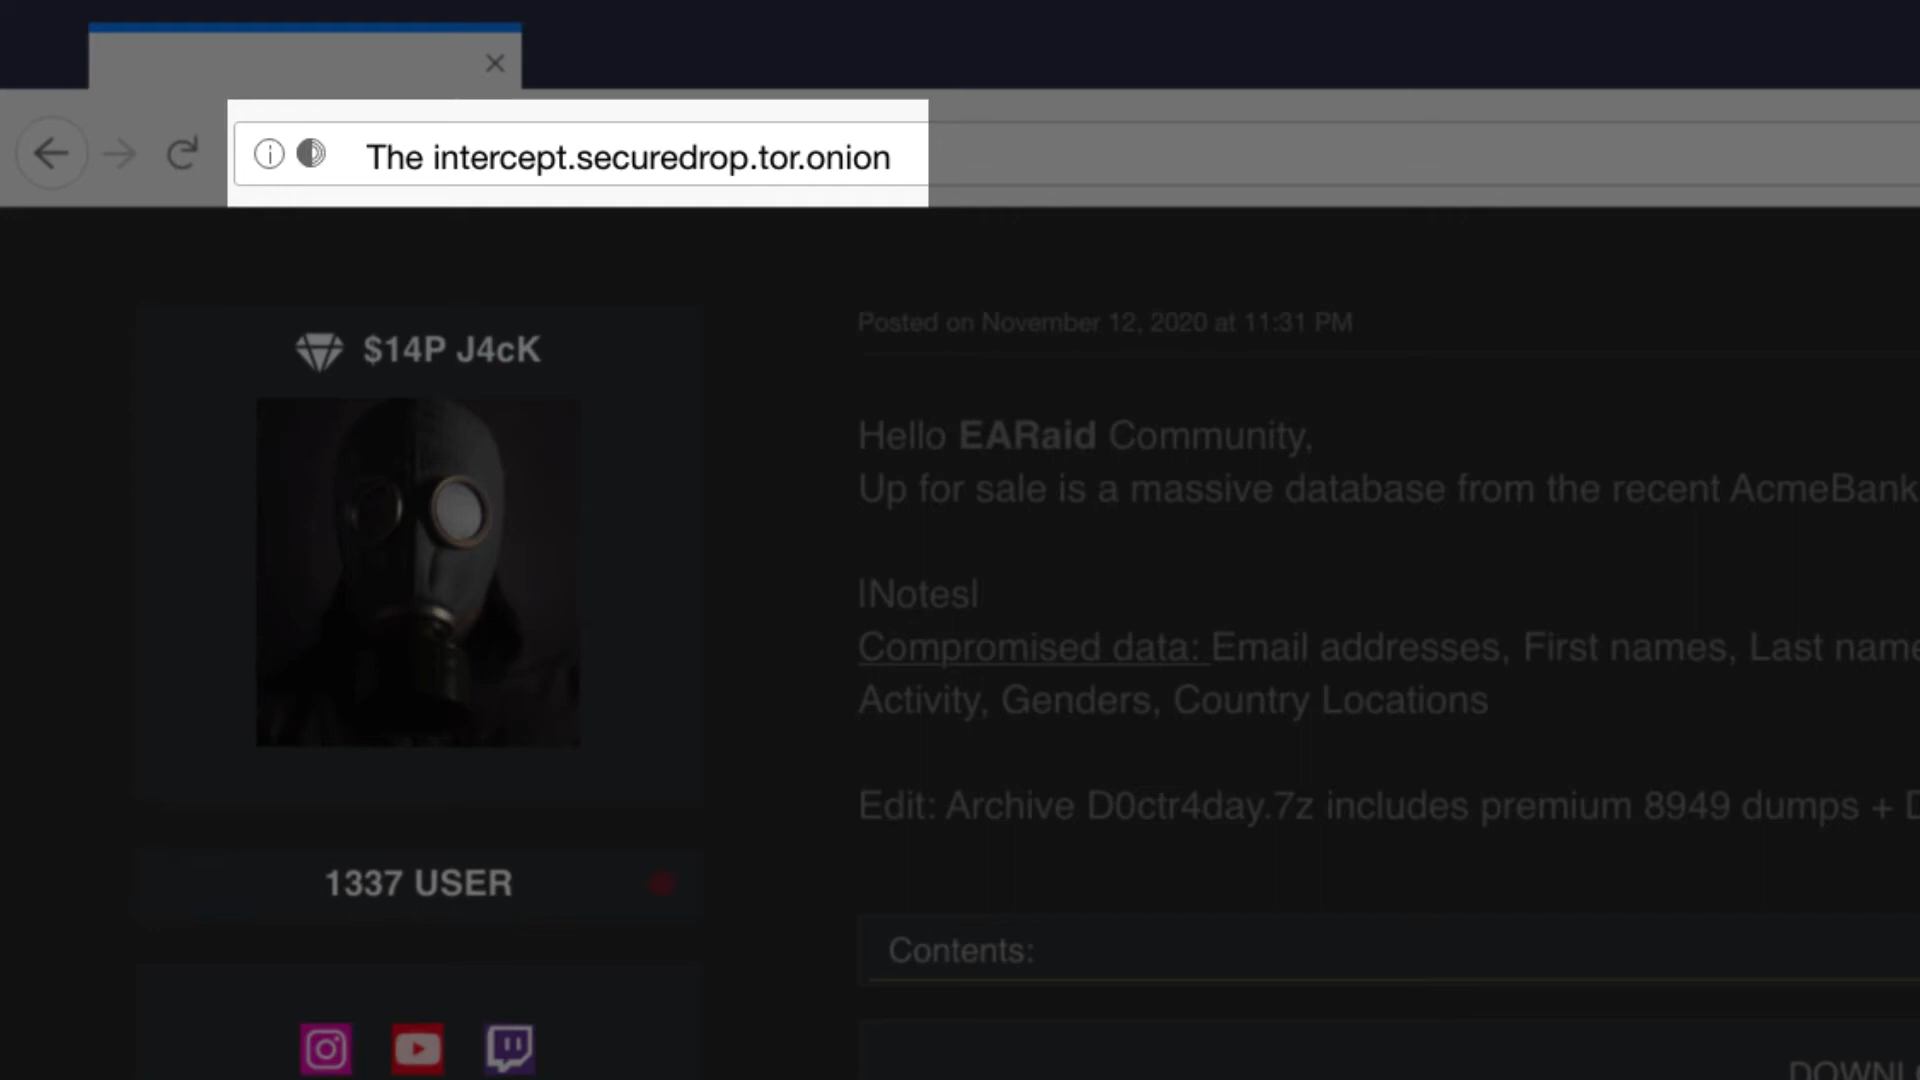 The intercept.securedrop.tor.onion
$14P J4cK
Posted on November 12, 2020 at 11:31 PM
Hello EARaid Community,
Up for sale is a massive database from the recent AcmeBank
|Notes|
Compromised data: Email addresses, First names, Last name
Activity, Genders, Country Locations
Edit: Archive D0ctr4day.7z includes premium 8949 dumps + D
1337 USER
Contents: